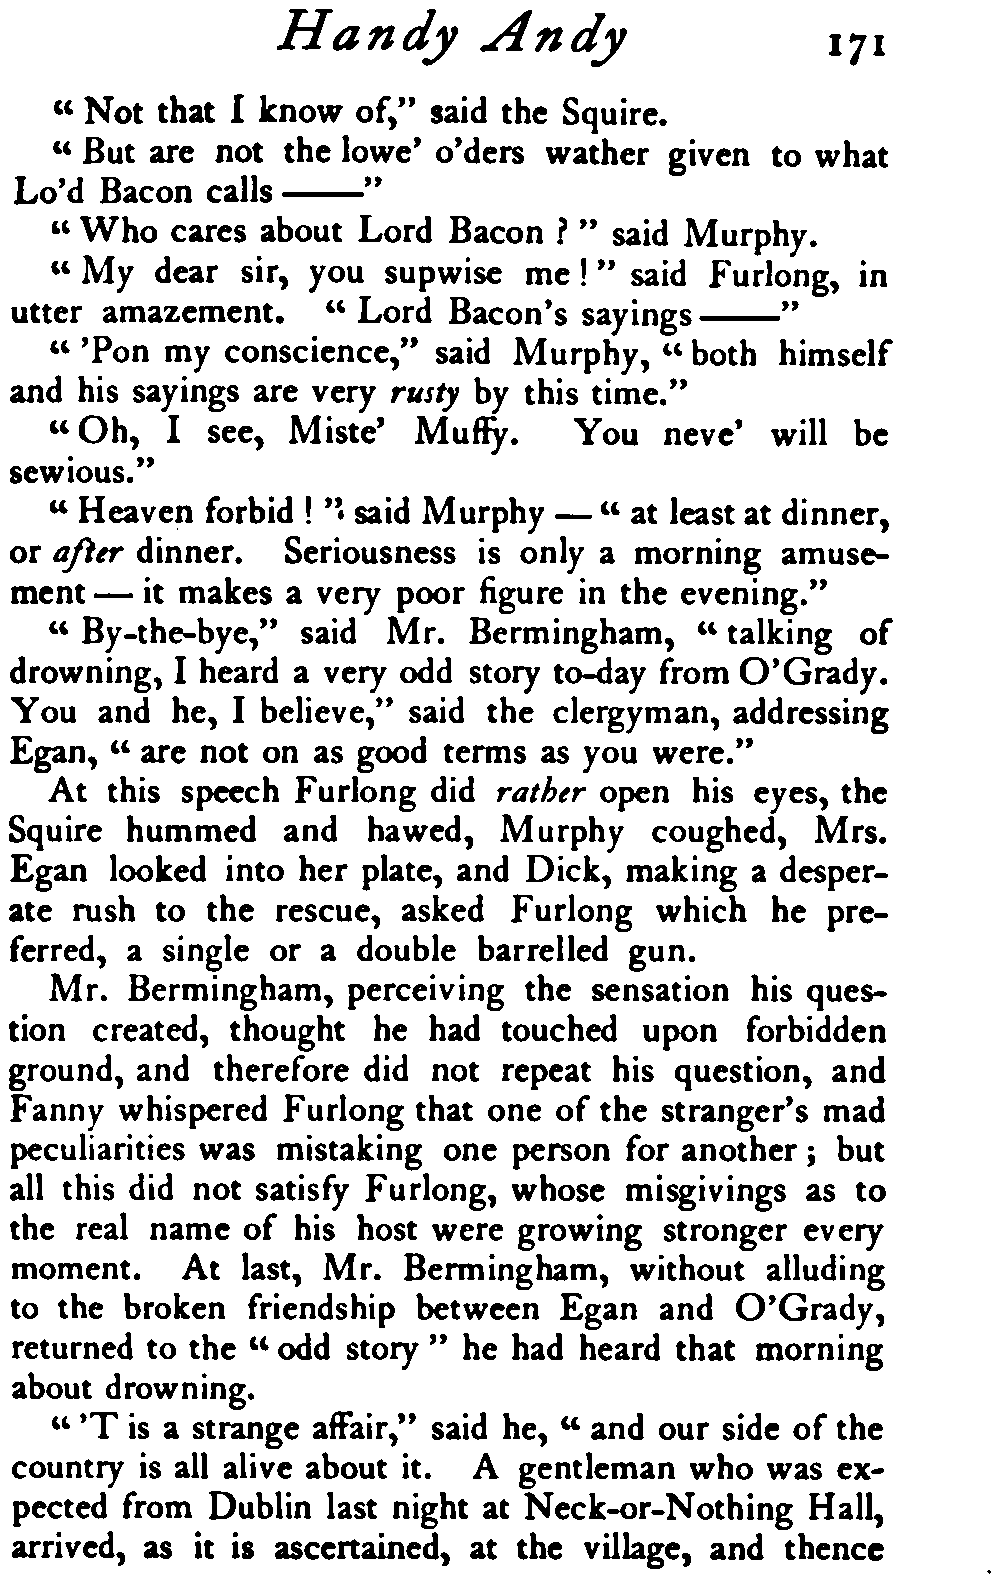 Handy Andy 171
“ Not that I know of,” said the Squire.
“ But are not the lowe’ o’ders wather given to what
Lo’d Bacon calls ——”
“ Who cares about Lord Bacon ? ” said Murphy.
“ My dear sir, you supwise me ! ” said Furlong, in
utter amazement. “ Lord Bacon’s sayings ——”
“ ’Pon my conscience,” said Murphy, “ both himself
and his sayings are very rusty by this time.”
“ Oh, I see, Miste’ Muffy. You neve’ will be
sewious.”
“ Heaven forbid ! ” said Murphy — “ at least at dinner,
or after dinner. Seriousness is only a morning amuse-
ment — it makes a very poor figure in the evening.”
“ By-the-bye,” said Mr. Bermingham, “ talking of
drowning, I heard a very odd story to-day from O’Grady.
You and he, I believe,” said the clergyman, addressing
Egan, “ are not on as good terms as you were.”
At this speech Furlong did rather open his eyes, the
Squire hummed and hawed, Murphy coughed, Mrs.
Egan looked into her plate, and Dick, making a desper-
ate rush to the rescue, asked Furlong which he pre-
ferred, a single or a double barrelled gun.
Mr. Bermingham, perceiving the sensation his ques-
tion created, thought he had touched upon forbidden
ground, and therefore did not repeat his question, and
Fanny whispered Furlong that one of the stranger’s mad
peculiarities was mistaking one person for another ; but
all this did not satisfy Furlong, whose misgivings as to
the real name of his host were growing stronger every
moment. At last, Mr. Bermingham, without alluding
to the broken friendship between Egan and O’Grady,
returned to the “ odd story ” he had heard that morning
about drowning.
“ ’T is a strange affair,” said he, “ and our side of the
country is all alive about it. A gentleman who was ex-
pected from Dublin last night at Neck-or-Nothing Hall,
arrived, as it is ascertained, at the village, and thence